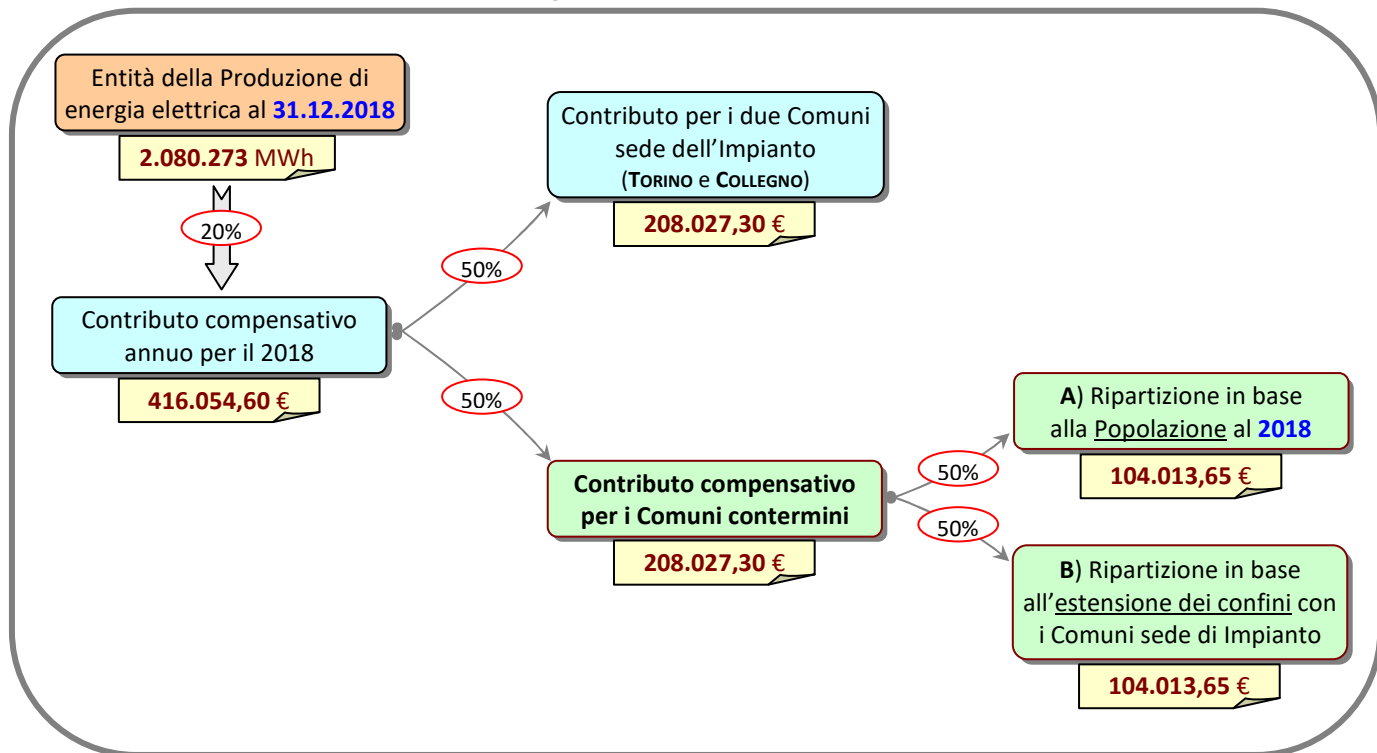 Entità della Produzione di
energia elettrica al 31.12.2018
2.080.273 MWh
20%
Contributo compensativo
annuo per il 2018
416.054,60 €
50%
Contributo per i due Comuni
sede dell’Impianto
(TORINO e COLLEGNO)
208.027,30 €
50%
Contributo compensativo
per i Comuni contermini
208.027,30 €
50%
A) Ripartizione in base
alla Popolazione al 2018
104.013,65 €
50%
B) Ripartizione in base
all’estensione dei confini con
i Comuni sede di Impianto
104.013,65 €